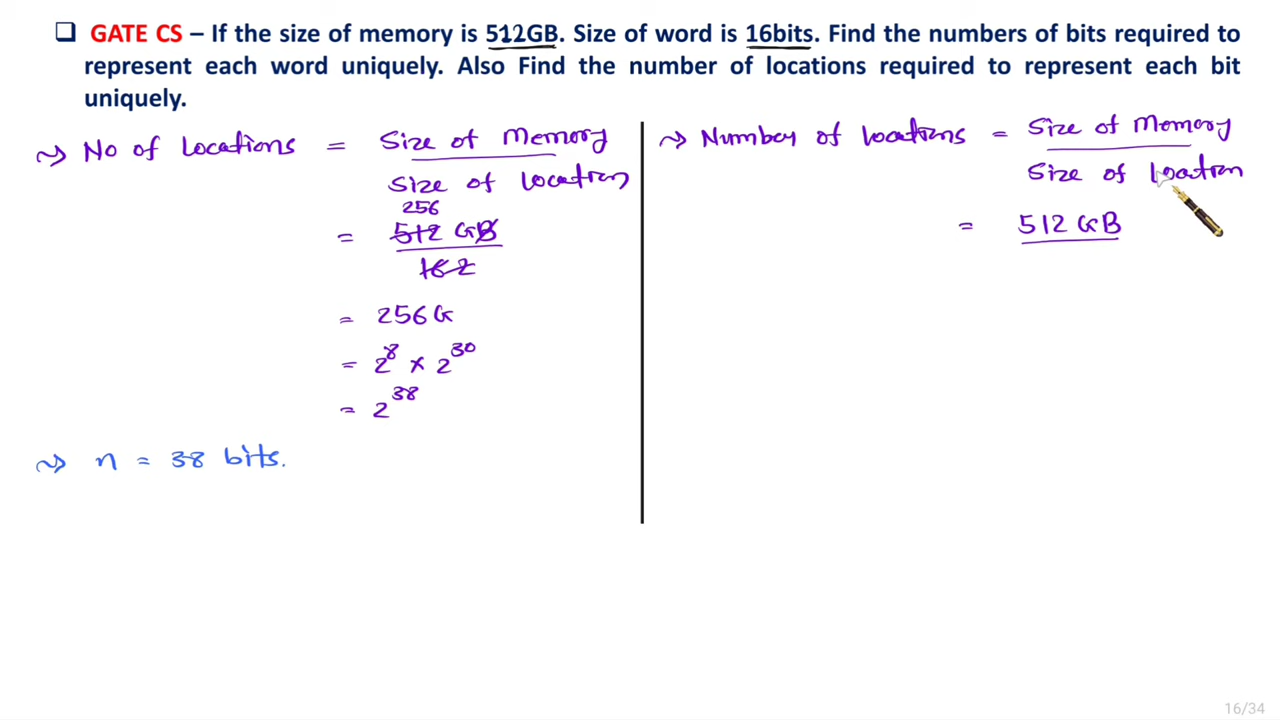 ❑ GATE CS – If the size of memory is 512GB. Size of word is 16bits. Find the numbers of bits required to
represent each word uniquely. Also Find the number of locations required to represent each bit
uniquely.
⇝ No of locations = Size of Memory
Size of location
256
= 512 GB
16 2
= 256 G
= 2^8 × 2^30
= 2^38
⇝ n = 38 bits.
⇝ Number of locations = Size of Memory
Size of location
= 512 GB
16/34